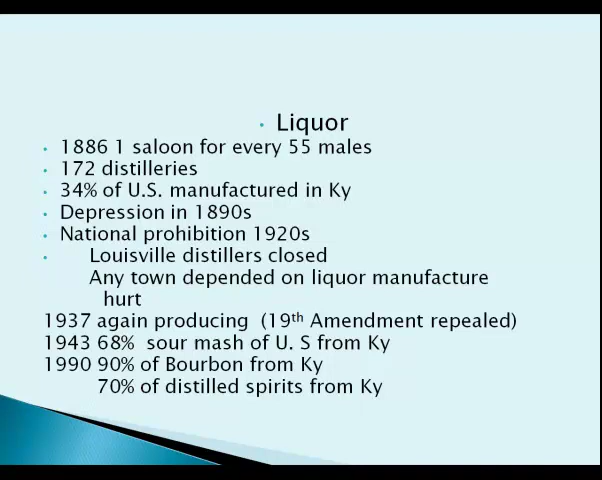 • Liquor
• 1886 1 saloon for every 55 males
• 172 distilleries
• 34% of U.S. manufactured in Ky
• Depression in 1890s
• National prohibition 1920s
• Louisville distillers closed
Any town depended on liquor manufacture
hurt
1937 again producing (19th Amendment repealed)
1943 68% sour mash of U. S from Ky
1990 90% of Bourbon from Ky
70% of distilled spirits from Ky